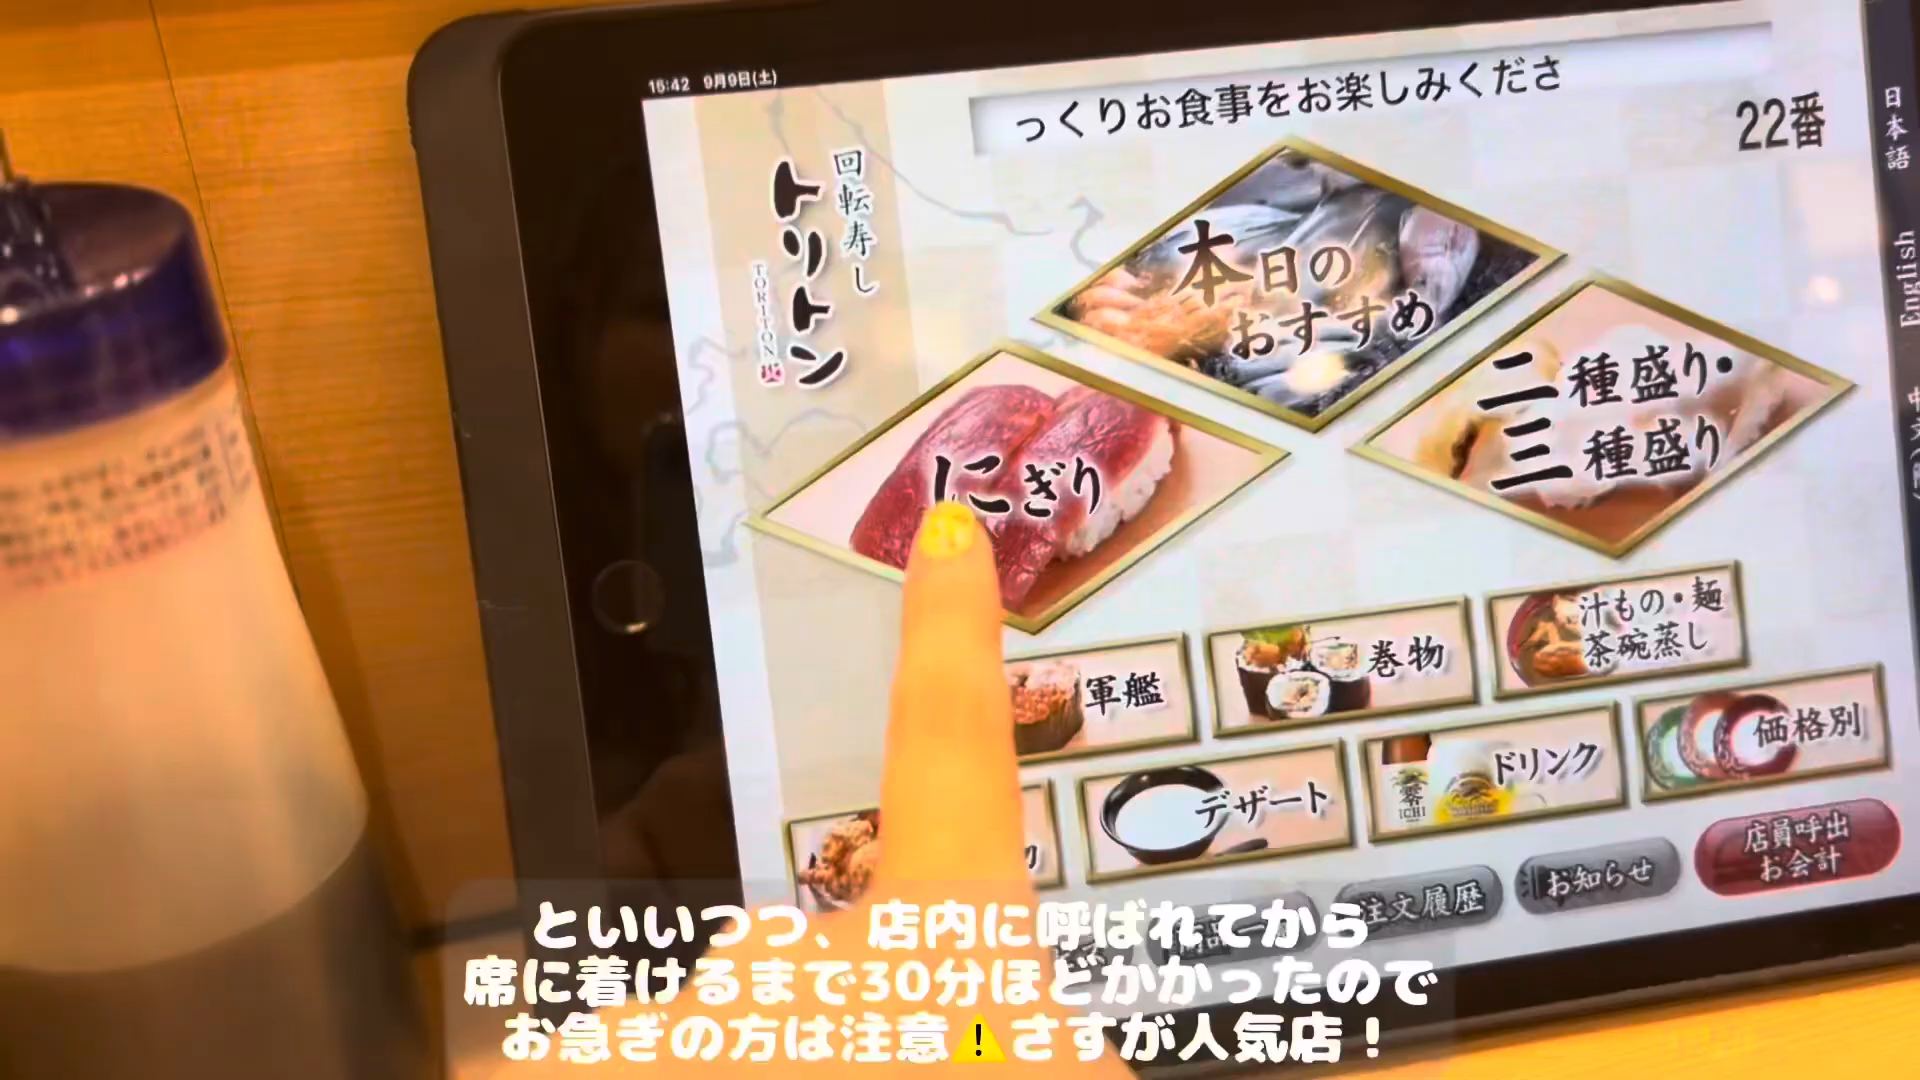 16:42 9月9日(土)
っくりお食事をお楽しみくださ
22番
日本語
English
回転寿し
トリトン
TORITON
本日の
おすすめ
にぎり
二種盛り・
三種盛り
軍艦
巻物
汁もの・麺
茶碗蒸し
デザート
ドリンク
価格別
零
ICHI
注文履歴
お知らせ
店員呼出
お会計
といいつつ、店内に呼ばれてから
席に着けるまで30分ほどかかったので
お急ぎの方は注意⚠️さすが人気店！